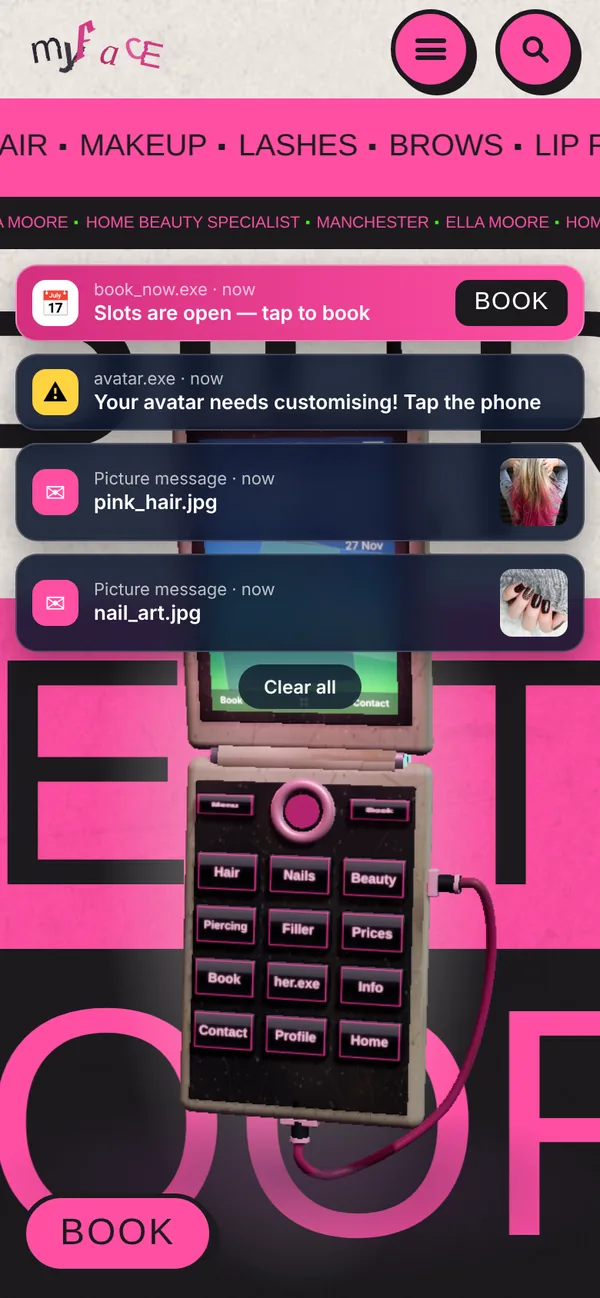 myFaCE
AIR ▪ MAKEUP ▪ LASHES ▪ BROWS ▪ LIP F
A MOORE ▪ HOME BEAUTY SPECIALIST ▪ MANCHESTER ▪ ELLA MOORE ▪ HOM
book_now.exe · now
Slots are open — tap to book
BOOK
July
17
avatar.exe · now
Your avatar needs customising! Tap the phone
Picture message · now
pink_hair.jpg
27 Nov
Picture message · now
nail_art.jpg
Clear all
Book
Contact
E T
Menu
Book
Hair Nails Beauty
Piercing Filler Prices
Book her.exe Info
Contact Profile Home
OOF
BOOK